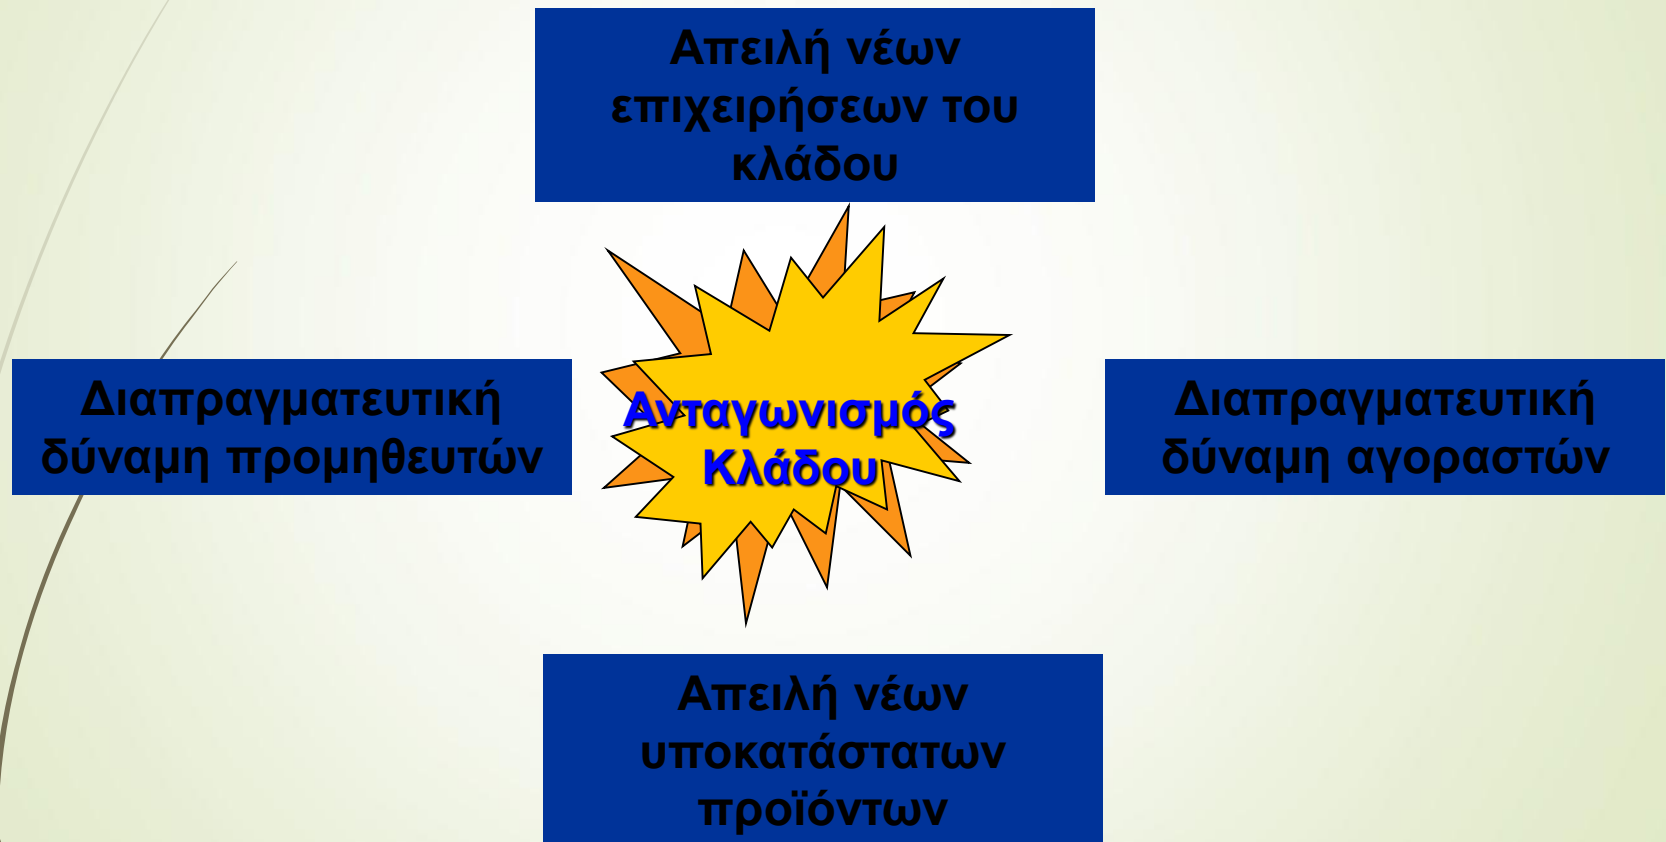 Απειλή νέων
επιχειρήσεων του
κλάδου
Διαπραγματευτική
δύναμη προμηθευτών
Ανταγωνισμός
Κλάδου
Διαπραγματευτική
δύναμη αγοραστών
Απειλή νέων
υποκατάστατων
προϊόντων